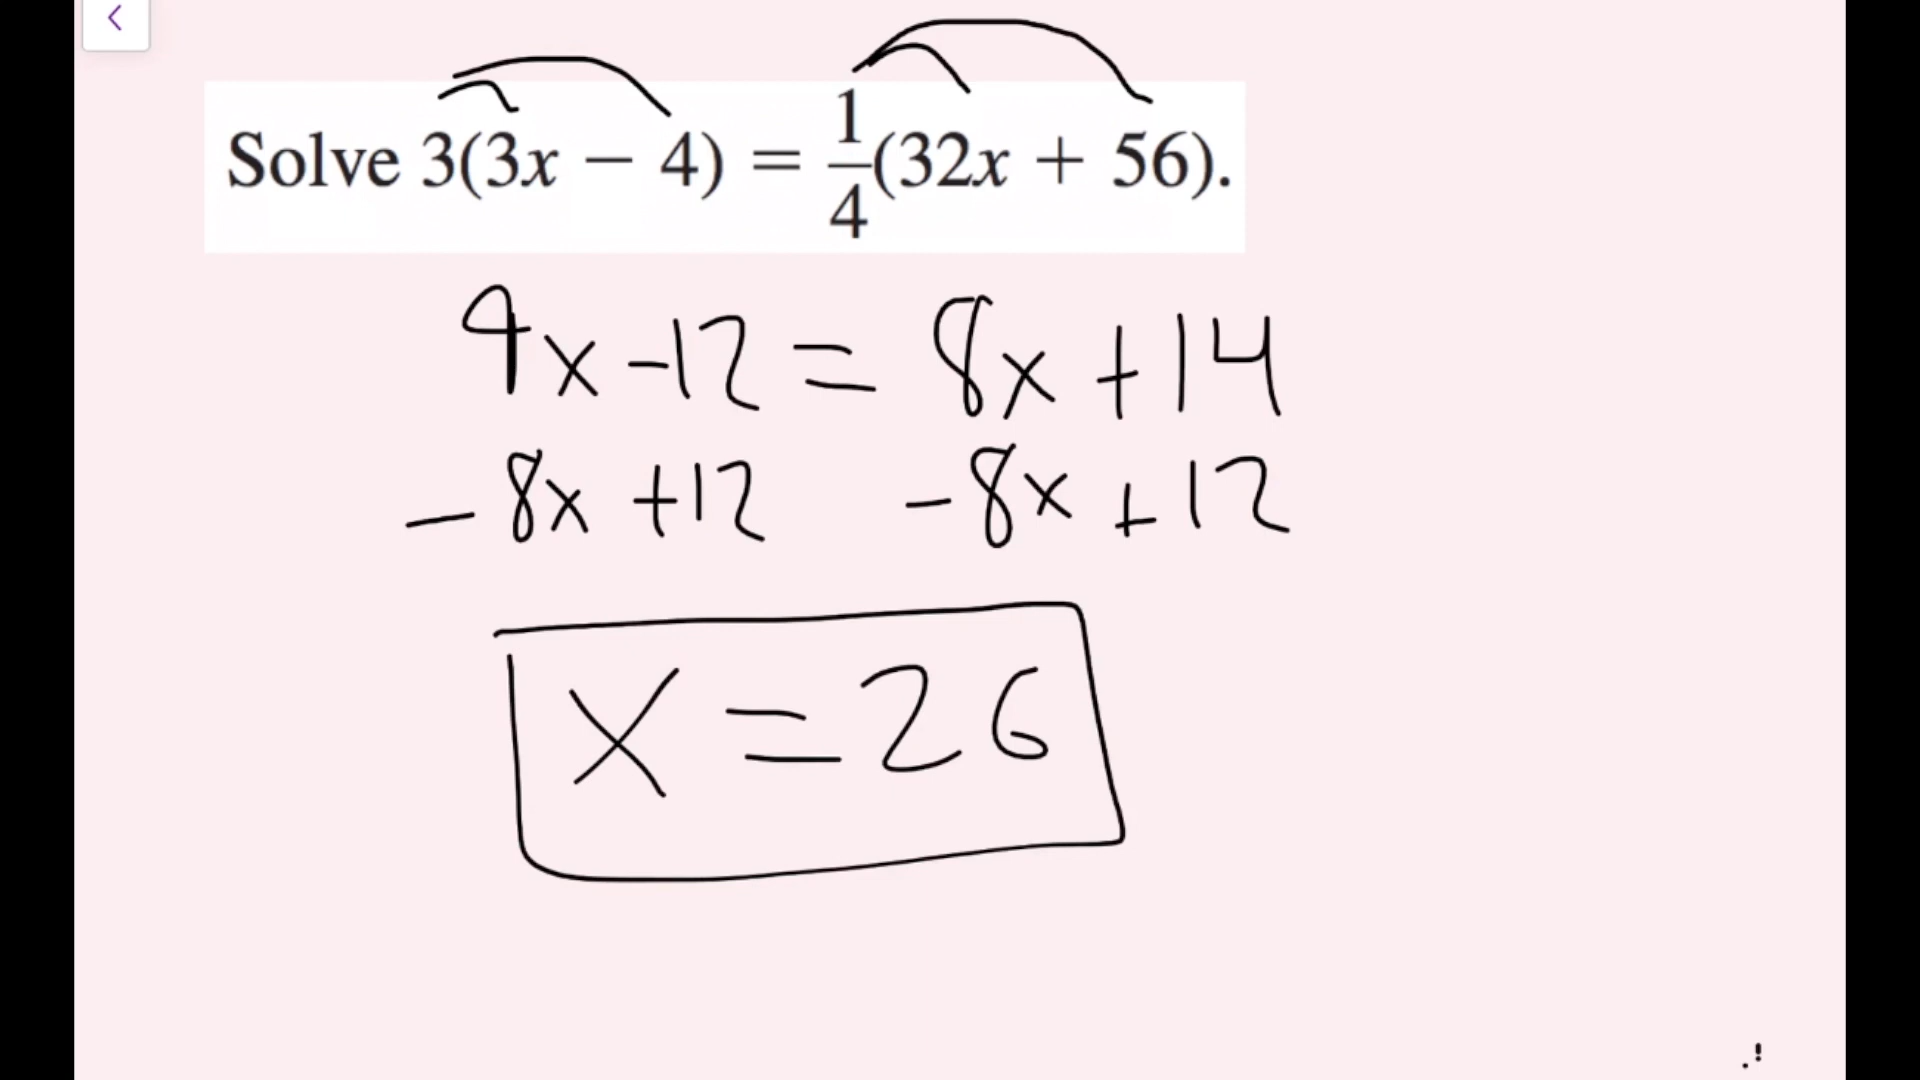 Solve 3(3x − 4) = 1/4(32x + 56).
9x - 12 = 8x + 14
- 8x + 12 - 8x + 12
x = 26